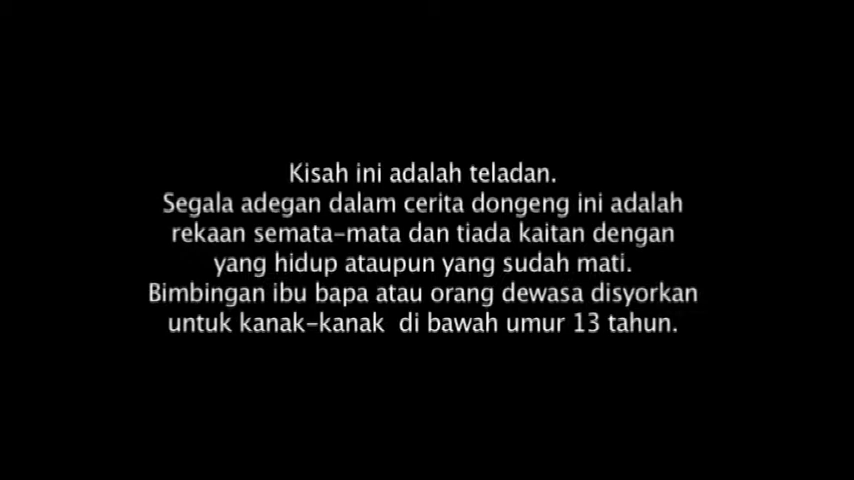 Kisah ini adalah teladan.
Segala adegan dalam cerita dongeng ini adalah
rekaan semata-mata dan tiada kaitan dengan
yang hidup ataupun yang sudah mati.
Bimbingan ibu bapa atau orang dewasa disyorkan
untuk kanak-kanak di bawah umur 13 tahun.